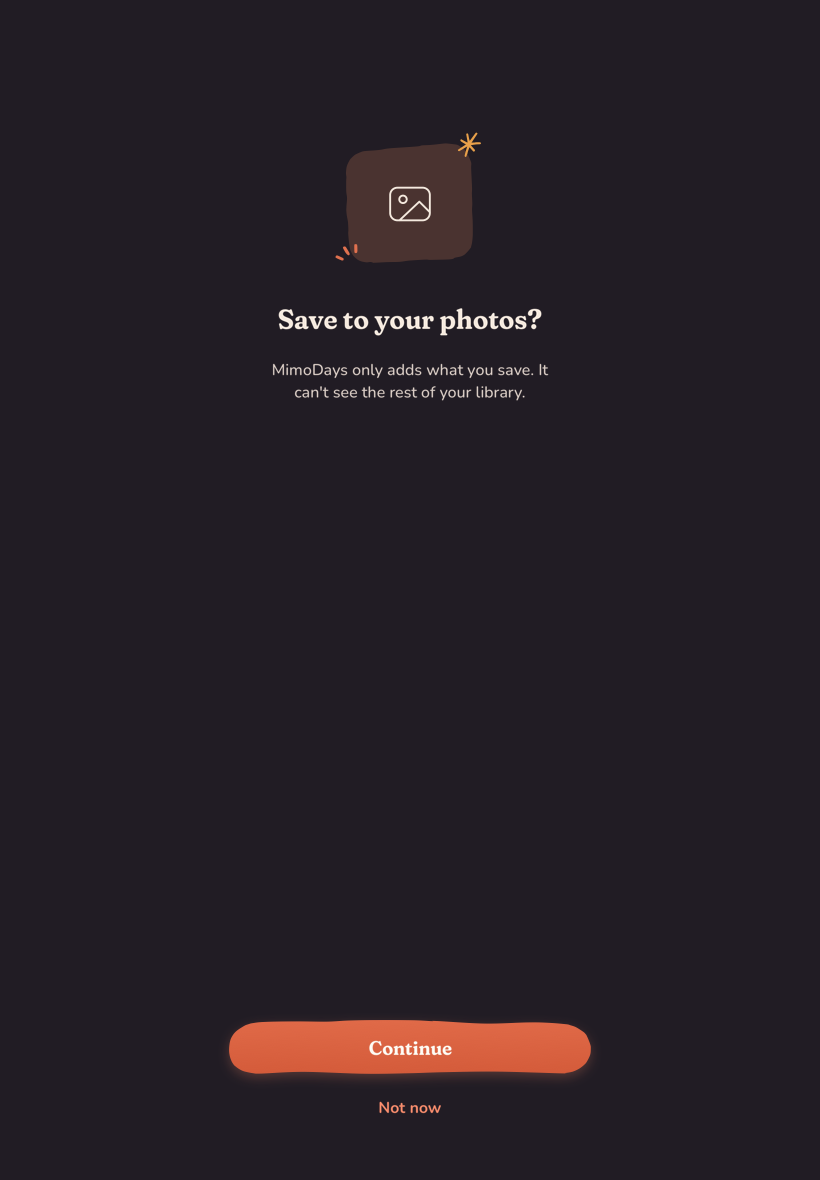 Save to your photos?
MimoDays only adds what you save. It
can't see the rest of your library.
Continue
Not now